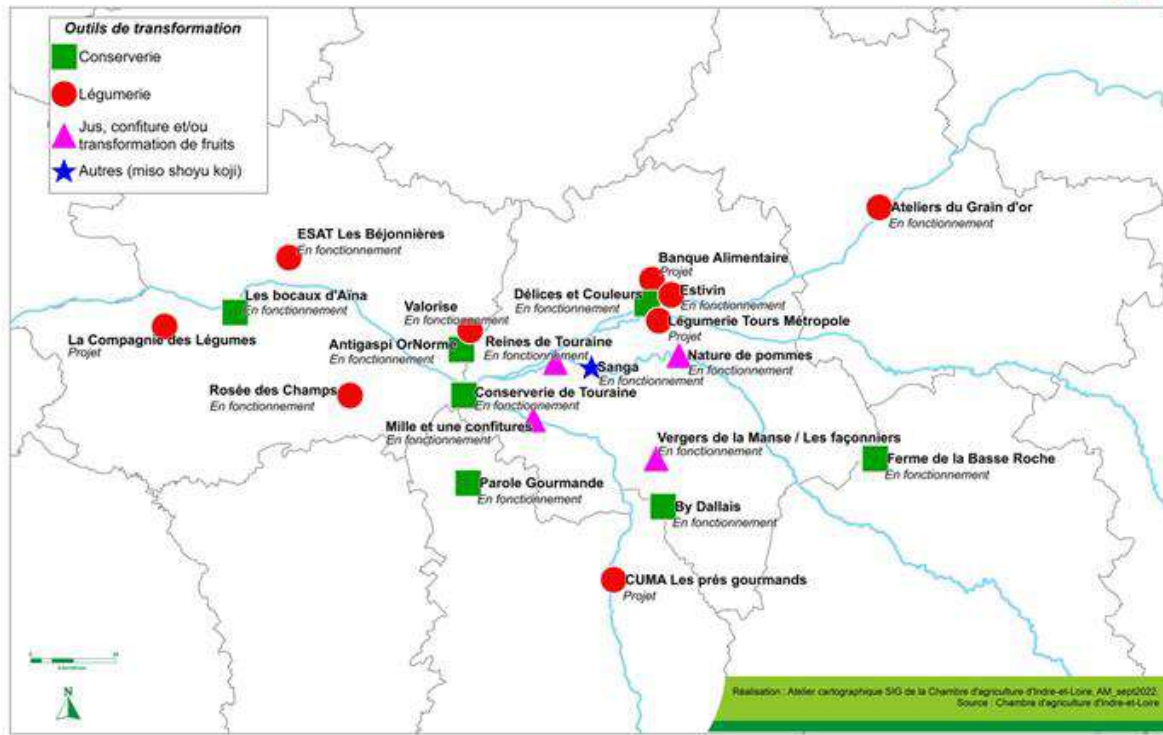 Outils de transformation
Conserverie
Légumerie
Jus, confiture et/ou
transformation de fruits
Autres (miso shoyu koji)
Ateliers du Grain d'or
En fonctionnement
ESAT Les Béjonnières
En fonctionnement
Banque Alimentaire
Projet
Estivin
En fonctionnement
Délices et Couleurs
En fonctionnement
Les bocaux d'Aïna
En fonctionnement
Valorise
En fonctionnement
Légumerie Tours Métropole
Projet
La Compagnie des Légumes
Projet
Antigaspi OrNorme
Reines de Touraine
En fonctionnement
Nature de pommes
En fonctionnement
Sanga
En fonctionnement
Rosée des Champs
En fonctionnement
Conserverie de Touraine
En fonctionnement
Mille et une confitures
En fonctionnement
Vergers de la Manse / Les façonniers
En fonctionnement
Ferme de la Basse Roche
En fonctionnement
Parole Gourmande
En fonctionnement
By Dallais
En fonctionnement
CUMA Les prés gourmands
Projet
N
Réalisation : Atelier cartographique SIG de la Chambre d'agriculture d'Indre-et-Loire, AM_sept2022.
Source : Chambre d'agriculture d'Indre-et-Loire